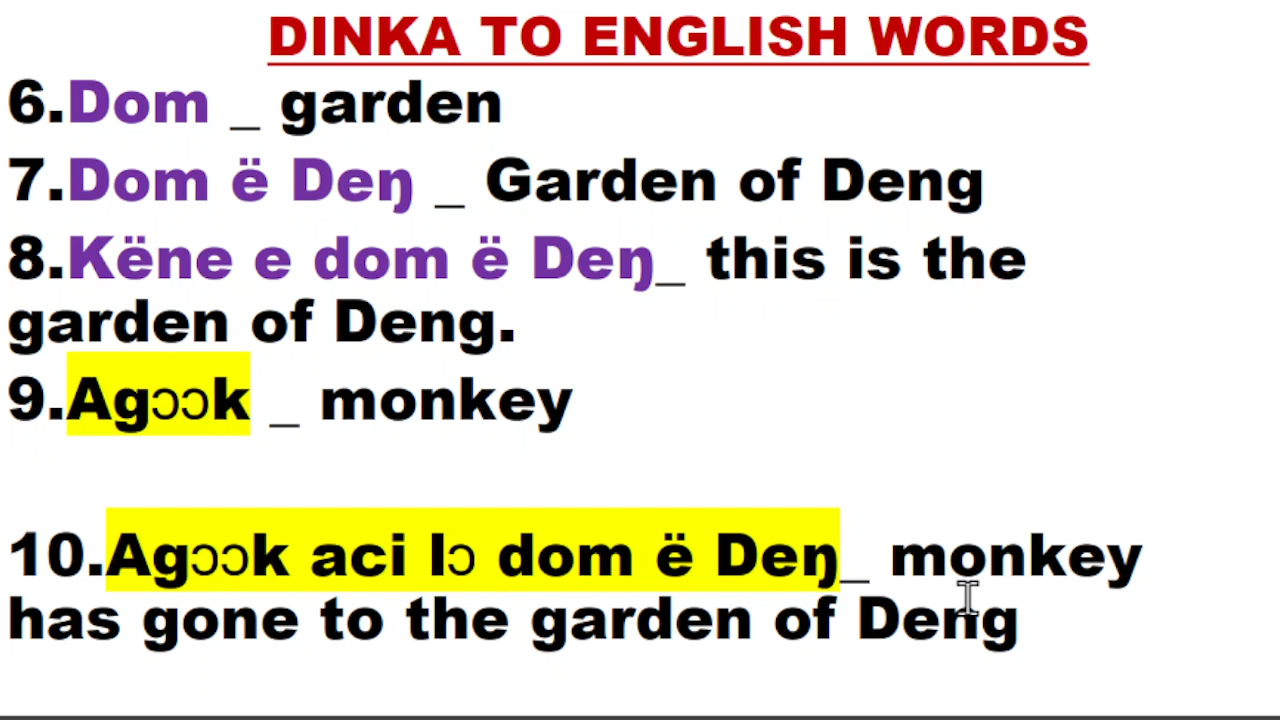 DINKA TO ENGLISH WORDS
6.Dom _ garden
7.Dom ë Deŋ _ Garden of Deng
8.Këne e dom ë Deŋ_ this is the
garden of Deng.
9.Agɔɔk _ monkey
10.Agɔɔk aci lɔ dom ë Deŋ_ monkey
has gone to the garden of Deng